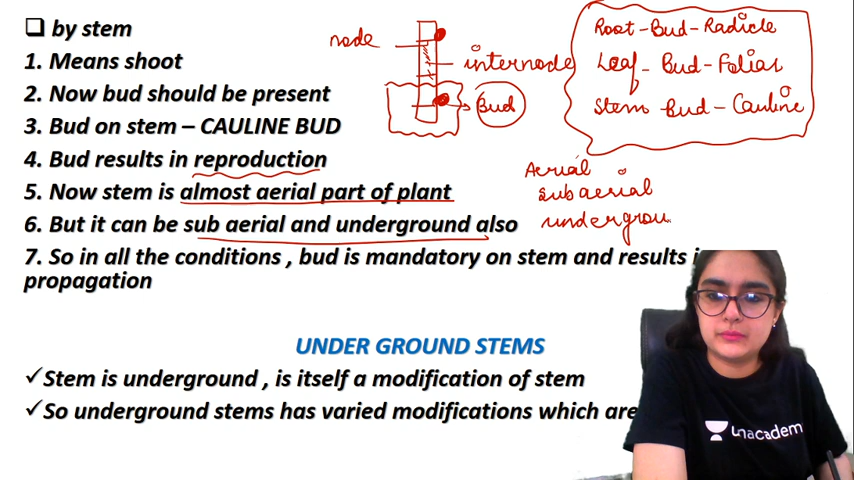 by stem
1. Means shoot
2. Now bud should be present
3. Bud on stem – CAULINE BUD
4. Bud results in reproduction
5. Now stem is almost aerial part of plant
6. But it can be sub aerial and underground also
7. So in all the conditions , bud is mandatory on stem and results
propagation
node
internode
Bud
Root - Bud - Radicle
Leaf - Bud - Foliar
Stem Bud - Cauline
Aerial
sub aerial
undergrou
UNDER GROUND STEMS
✓Stem is underground , is itself a modification of stem
✓So underground stems has varied modifications which are
unacadem